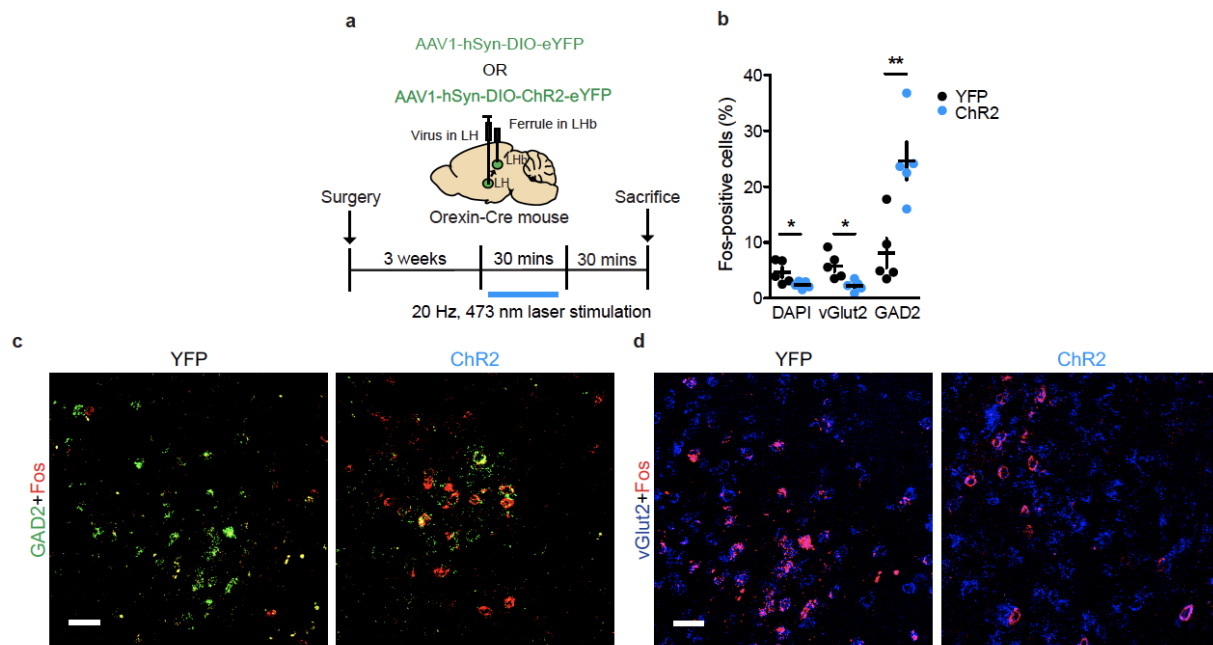 a
AAV1-hSyn-DIO-eYFP
OR
AAV1-hSyn-DIO-ChR2-eYFP
Virus in LH
Ferrule in LHb
LHb
LH
Orexin-Cre mouse
Surgery
Sacrifice
3 weeks
30 mins
30 mins
20 Hz, 473 nm laser stimulation
b
Fos-positive cells (%)
40
30
20
10
0
*
*
**
YFP
ChR2
DAPI
vGlut2
GAD2
c
YFP
ChR2
GAD2+Fos
d
YFP
ChR2
vGlut2+Fos